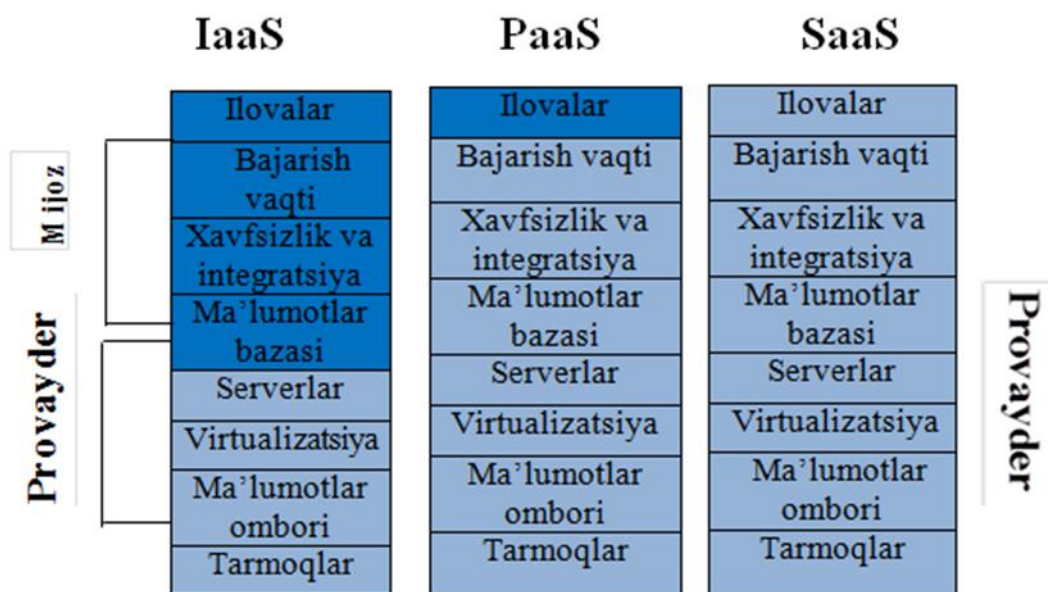 IaaS
PaaS
SaaS
Mijoz
Provayder
Ilovalar
Bajarish
vaqti
Xavfsizlik va
integratsiya
Ma’lumotlar
bazasi
Serverlar
Virtualizatsiya
Ma’lumotlar
ombori
Tarmoqlar
Ilovalar
Bajarish vaqti
Xavfsizlik va
integratsiya
Ma’lumotlar
bazasi
Serverlar
Virtualizatsiya
Ma’lumotlar
ombori
Tarmoqlar
Ilovalar
Bajarish vaqti
Xavfsizlik va
integratsiya
Ma’lumotlar
bazasi
Serverlar
Virtualizatsiya
Ma’lumotlar
ombori
Tarmoqlar
Provayder